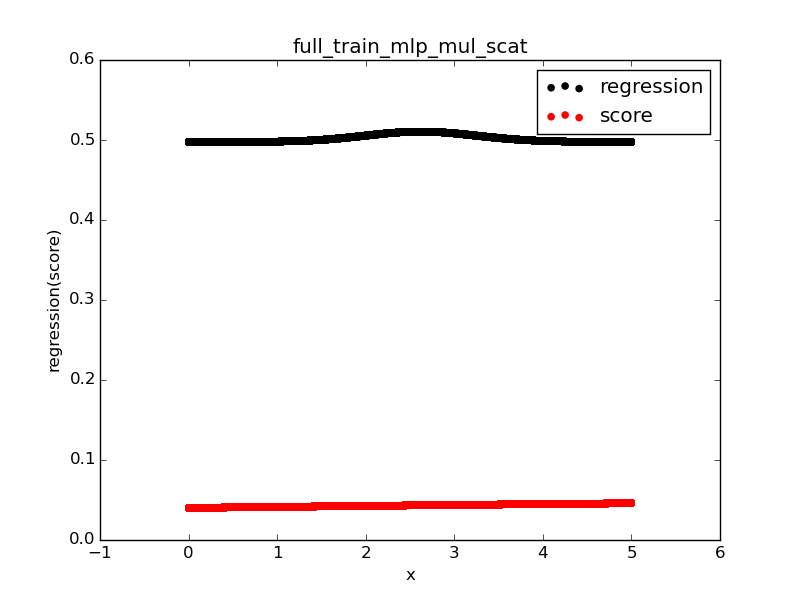 full_train_mlp_mul_scat
regression
score
0.6
0.5
0.4
0.3
0.2
0.1
0.0
regression(score)
−1 0 1 2 3 4 5 6
x